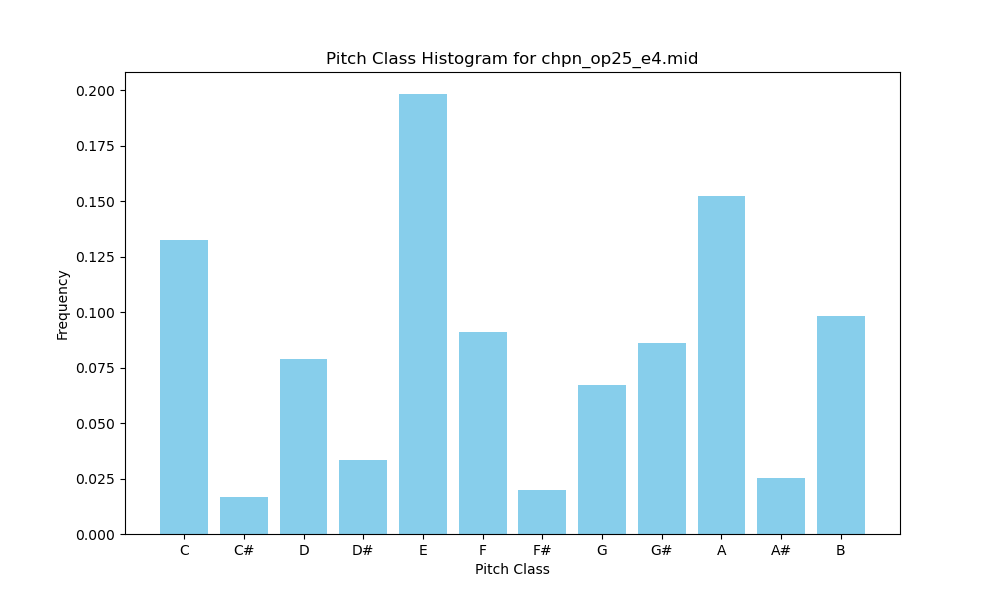 Pitch Class Histogram for chpn_op25_e4.mid
0.200
0.175
0.150
0.125
0.100
0.075
0.050
0.025
0.000
Frequency
C C# D D# E F F# G G# A A# B
Pitch Class